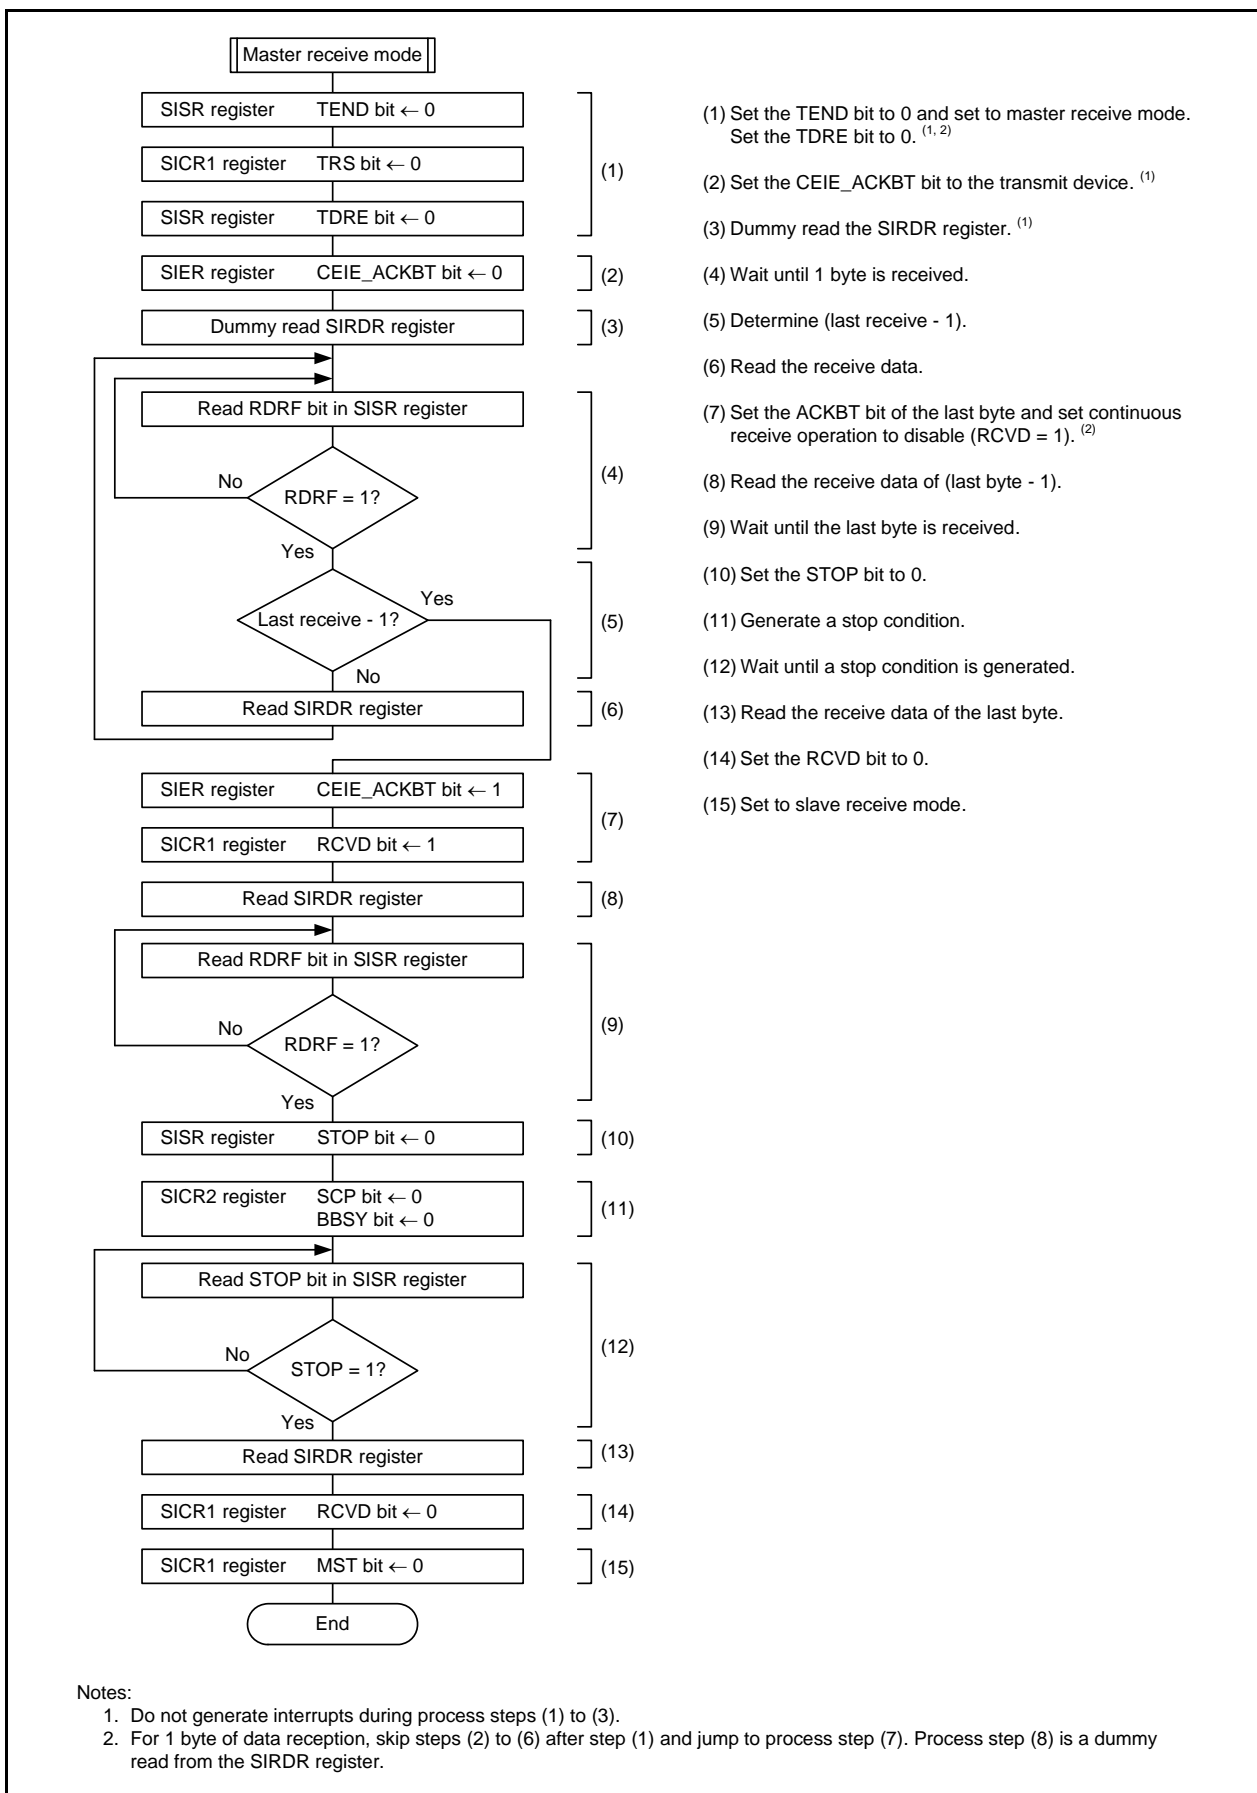 Master receive mode
SISR register TEND bit ← 0
SICR1 register TRS bit ← 0
SISR register TDRE bit ← 0
(1)
SIER register CEIE_ACKBT bit ← 0
(2)
Dummy read SIRDR register
(3)
Read RDRF bit in SISR register
No
RDRF = 1?
(4)
Yes
Last receive - 1?
Yes
(5)
No
Read SIRDR register
(6)
SIER register CEIE_ACKBT bit ← 1
SICR1 register RCVD bit ← 1
(7)
Read SIRDR register
(8)
Read RDRF bit in SISR register
No
RDRF = 1?
(9)
Yes
SISR register STOP bit ← 0
(10)
SICR2 register SCP bit ← 0
BBSY bit ← 0
(11)
Read STOP bit in SISR register
No
STOP = 1?
(12)
Yes
Read SIRDR register
(13)
SICR1 register RCVD bit ← 0
(14)
SICR1 register MST bit ← 0
(15)
End
(1) Set the TEND bit to 0 and set to master receive mode.
Set the TDRE bit to 0. (1, 2)
(2) Set the CEIE_ACKBT bit to the transmit device. (1)
(3) Dummy read the SIRDR register. (1)
(4) Wait until 1 byte is received.
(5) Determine (last receive - 1).
(6) Read the receive data.
(7) Set the ACKBT bit of the last byte and set continuous
receive operation to disable (RCVD = 1). (2)
(8) Read the receive data of (last byte - 1).
(9) Wait until the last byte is received.
(10) Set the STOP bit to 0.
(11) Generate a stop condition.
(12) Wait until a stop condition is generated.
(13) Read the receive data of the last byte.
(14) Set the RCVD bit to 0.
(15) Set to slave receive mode.
Notes:
1. Do not generate interrupts during process steps (1) to (3).
2. For 1 byte of data reception, skip steps (2) to (6) after step (1) and jump to process step (7). Process step (8) is a dummy
read from the SIRDR register.